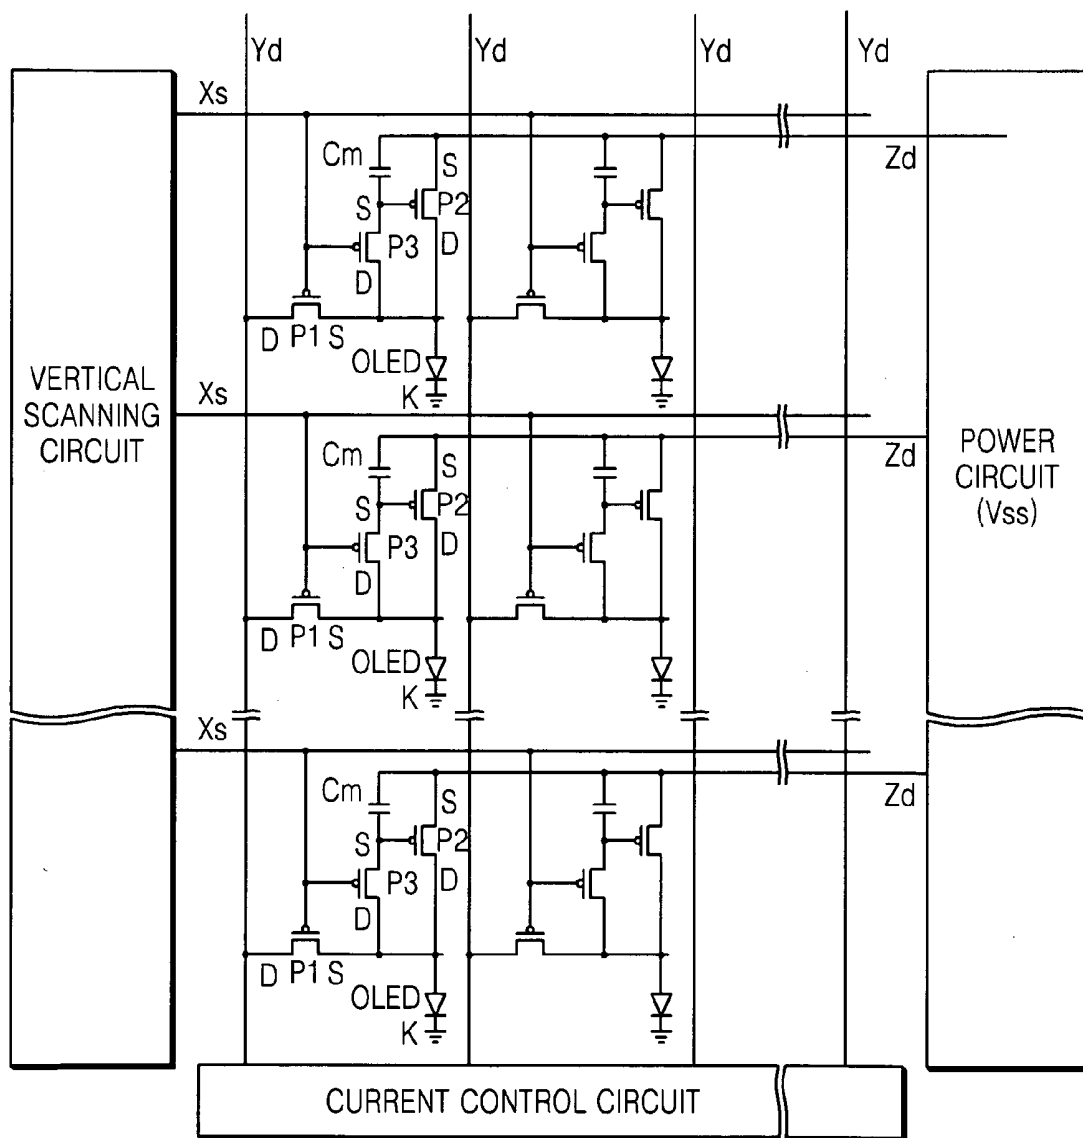 Yd Yd Yd Yd
Xs
Zd
Cm S
S P2
P3 D
D
D P1 S
OLED
K
VERTICAL
SCANNING
CIRCUIT
POWER
CIRCUIT
(Vss)
Xs
Zd
Cm S
S P2
P3 D
D
D P1 S
OLED
K
Xs
Zd
Cm S
S P2
P3 D
D
D P1 S
OLED
K
CURRENT CONTROL CIRCUIT